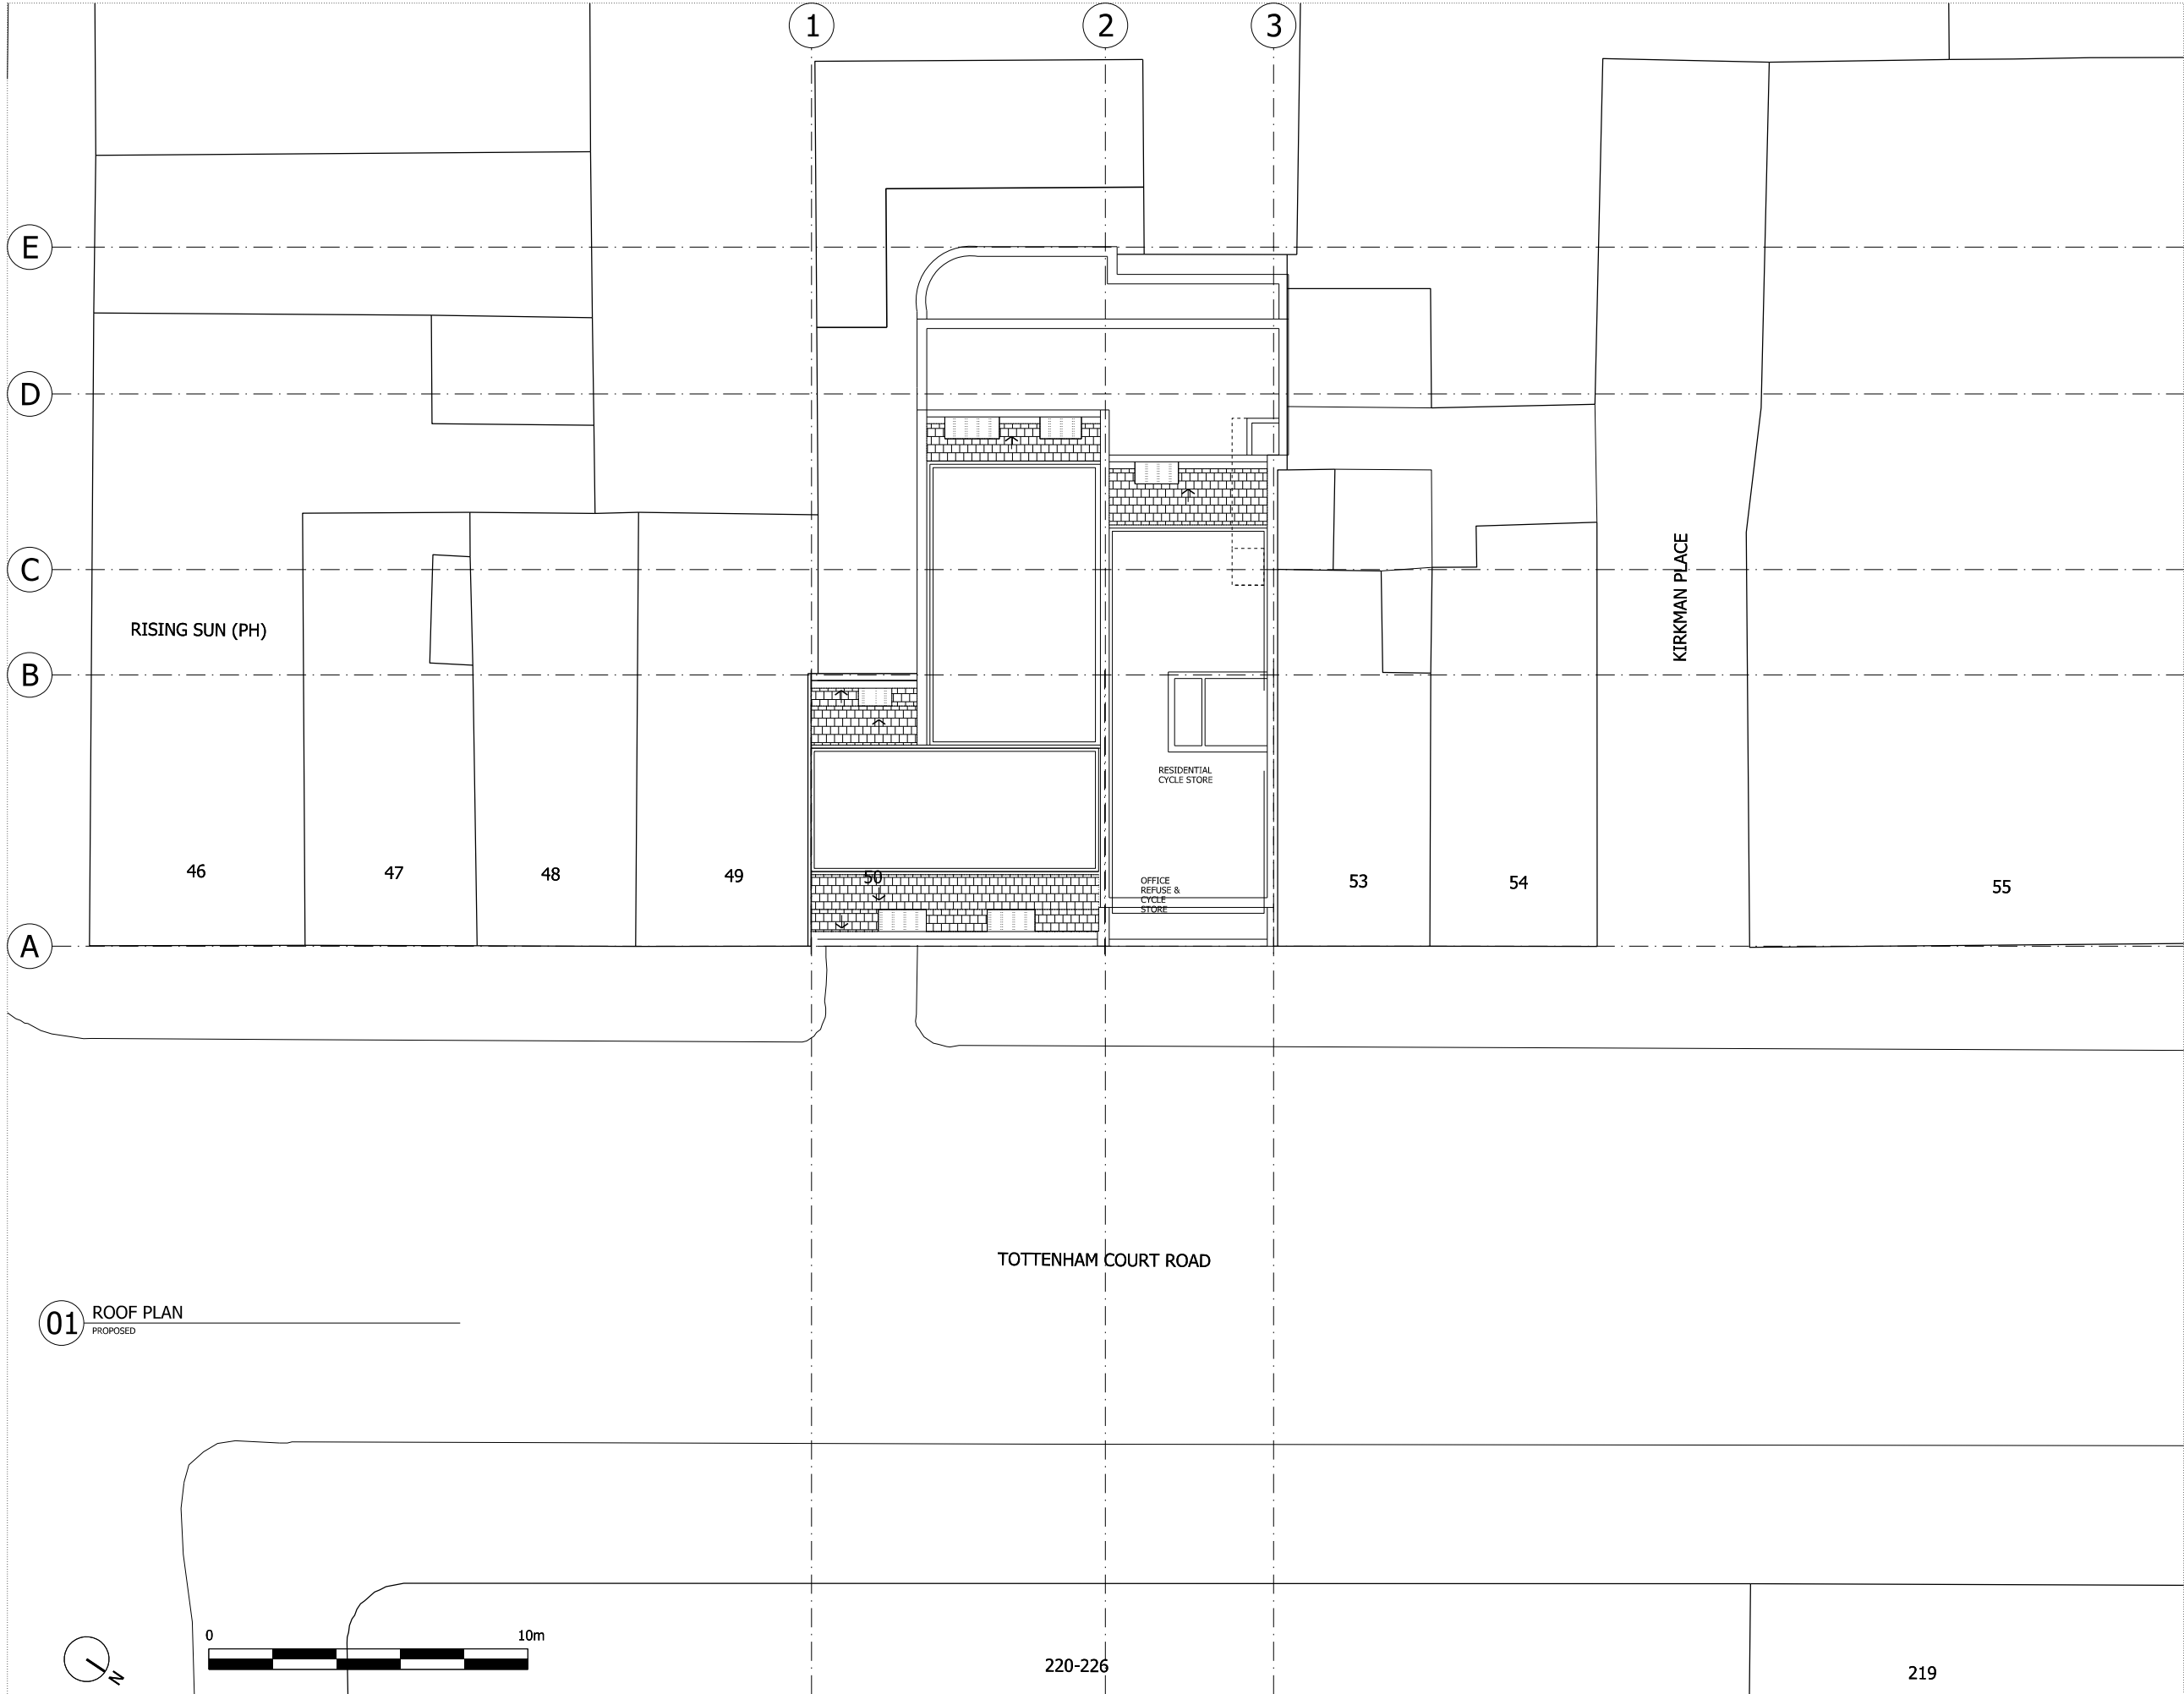 1
2
3
E
D
C
KIRKMAN PLACE
RISING SUN (PH)
B
RESIDENTIAL
CYCLE STORE
46
47
48
49
50
OFFICE
REFUSE &
CYCLE
STORE
53
54
55
A
TOTTENHAM COURT ROAD
01
ROOF PLAN
PROPOSED
0
10m
N
220-226
219